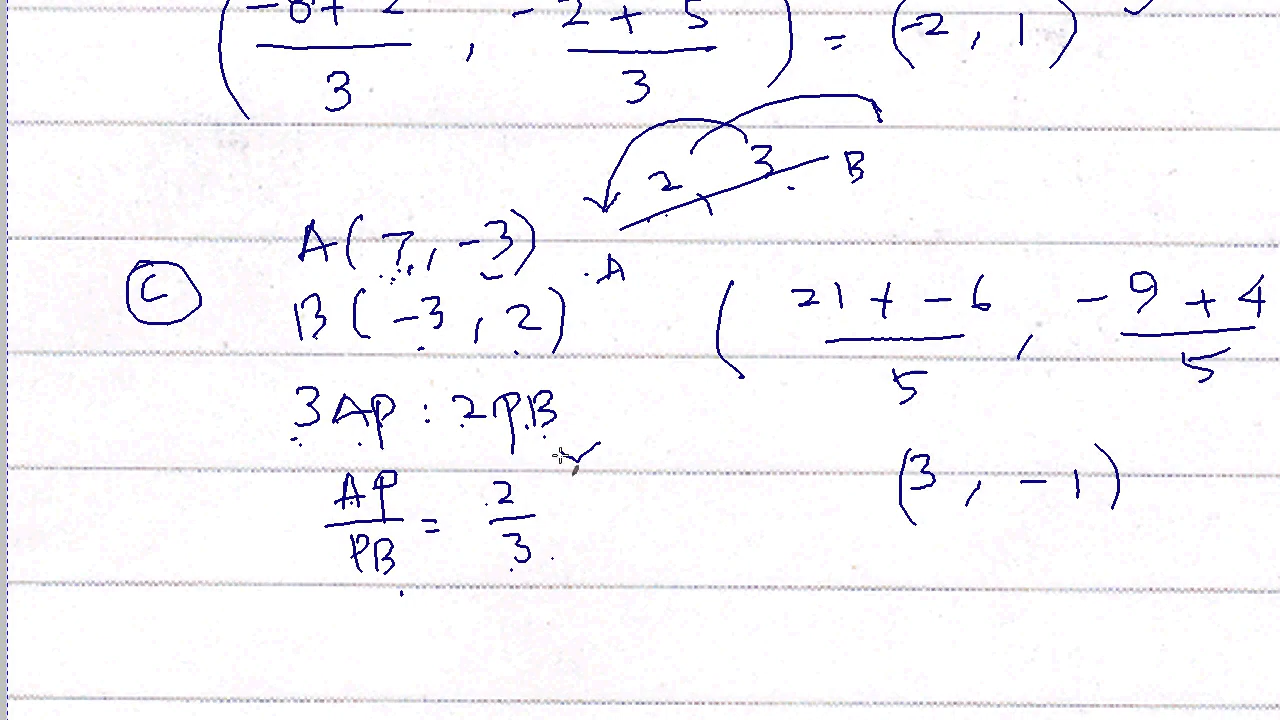 (-6+-2/3, -2+5/3) = (-2, 1)
2 3 B
A
C A(7, -3)
B(-3, 2) (21+-6/5, -9+4/5)
3AP : 2PB
AP/PB = 2/3 (3, -1)